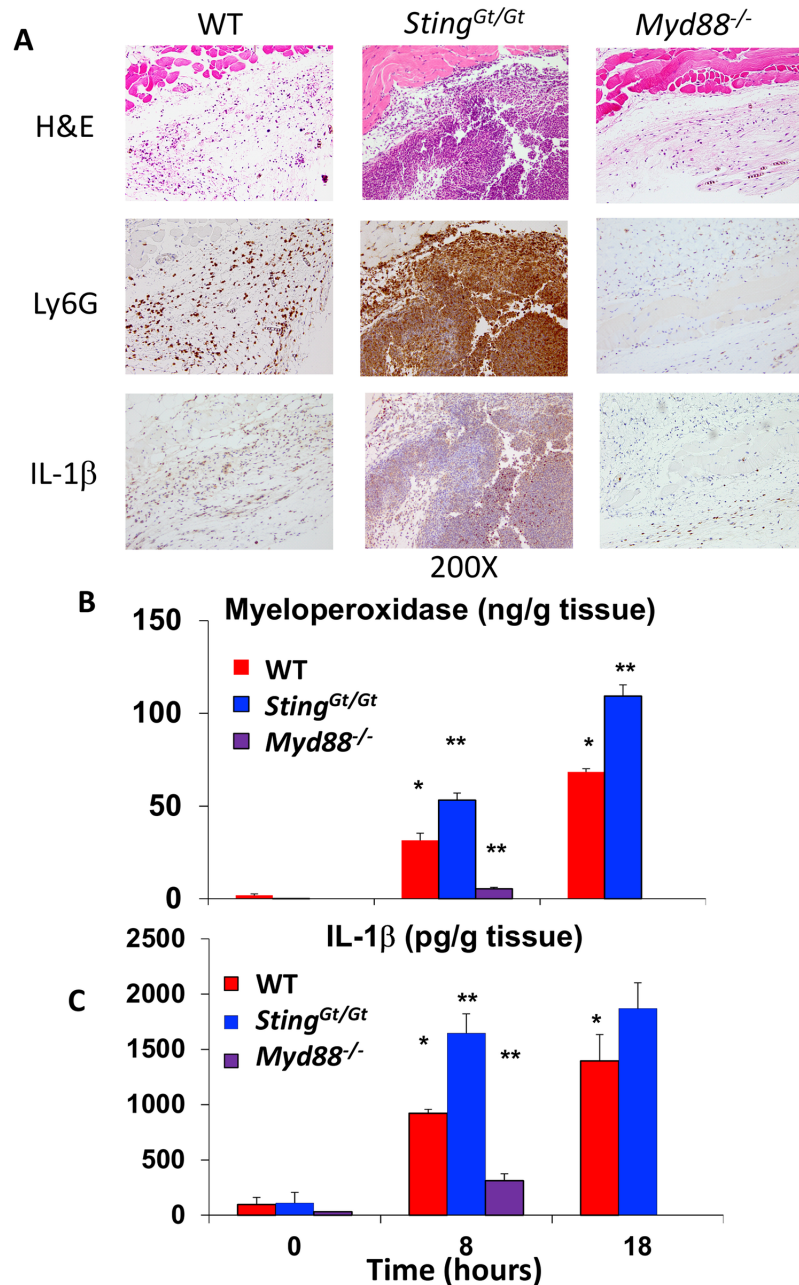 A
WT
Sting^Gt/Gt
Myd88^-/-
H&E
Ly6G
IL-1β
200X
B
Myeloperoxidase (ng/g tissue)
150
100
50
0
WT
Sting^Gt/Gt
Myd88^-/-
*
**
**
*
**
C
IL-1β (pg/g tissue)
2500
2000
1500
1000
500
0
WT
Sting^Gt/Gt
Myd88^-/-
*
**
**
*
0
8
18
Time (hours)